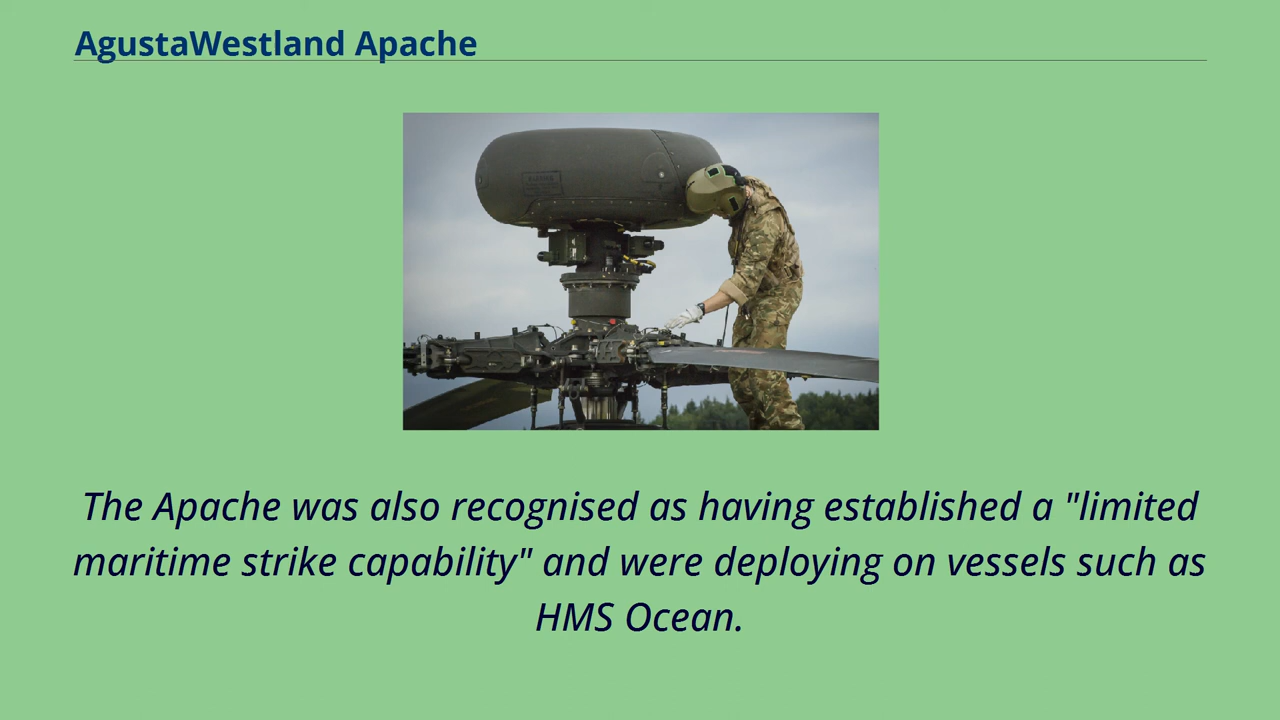 AgustaWestland Apache
The Apache was also recognised as having established a "limited
maritime strike capability" and were deploying on vessels such as
HMS Ocean.